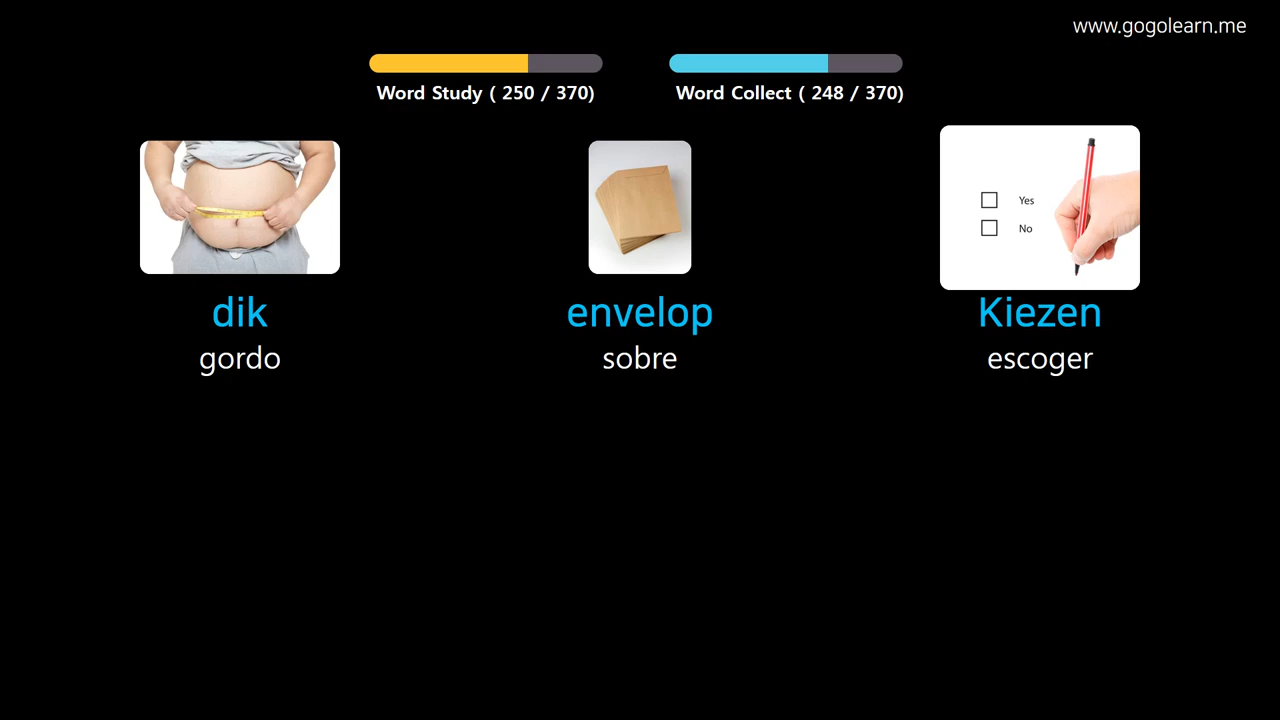 www.gogolearn.me
Word Study ( 250 / 370)
Word Collect ( 248 / 370)
Yes
No
dik
gordo
envelop
sobre
Kiezen
escoger